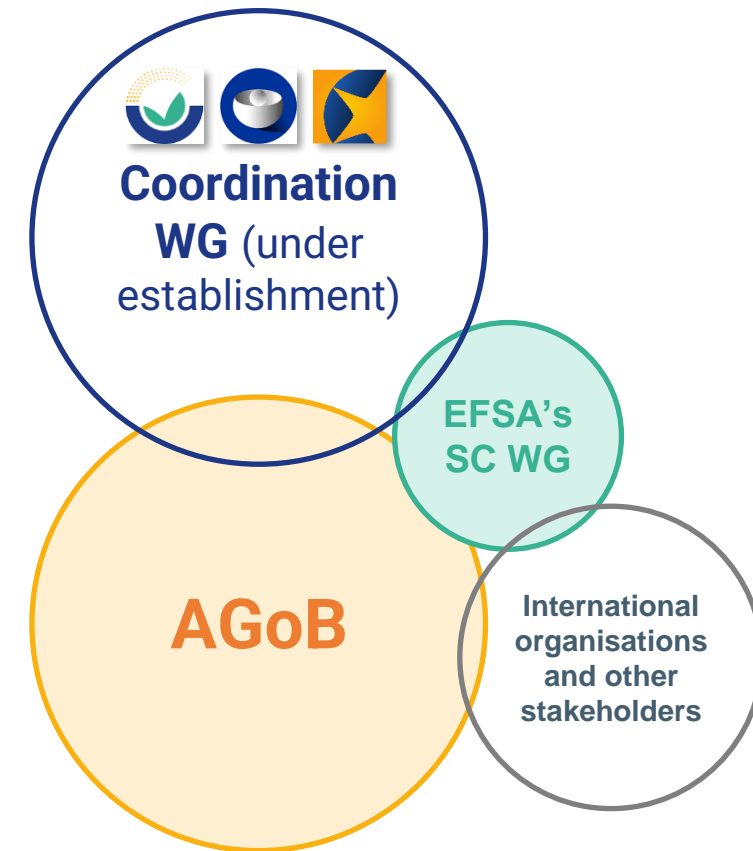 Coordination
WG (under
establishment)
EFSA’s
SC WG
AGoB
International
organisations
and other
stakeholders